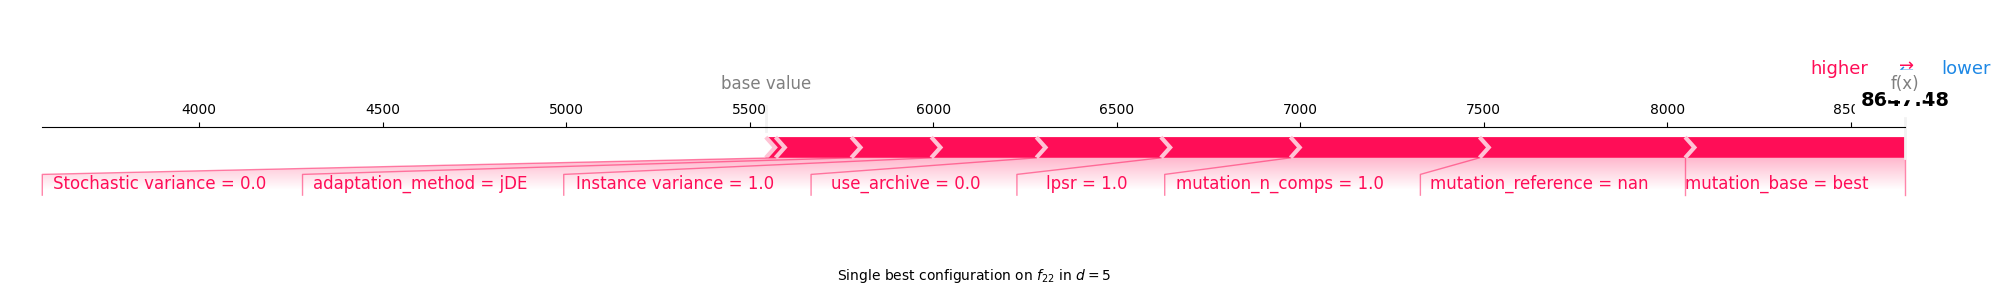 higher ⇄ lower
base value f(x)
4000 4500 5000 5500 6000 6500 7000 7500 8000 850
8647.48
Stochastic variance = 0.0 adaptation_method = jDE Instance variance = 1.0 use_archive = 0.0 lpsr = 1.0 mutation_n_comps = 1.0 mutation_reference = nan mutation_base = best
Single best configuration on $f_{22}$ in $d = 5$